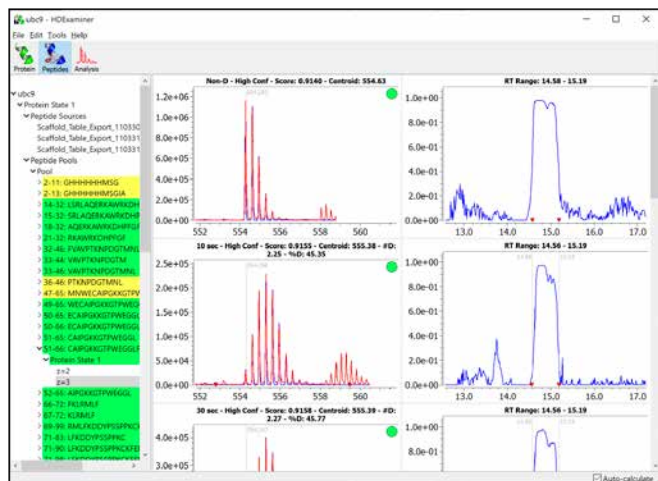 ubc9 - HDExaminer
File Edit Tools Help
Protein Peptides Analysis
ubc9
Protein State 1
Peptide Sources
Scaffold_Table_Export_110330
Scaffold_Table_Export_110331
Scaffold_Table_Export_110331
Peptide Pools
Pool
2-11: GHHHHHHMSG
2-13: GHHHHHHMSGIA
14-32: LSRLAQERKAWRKDH
15-32: SRLAQERKAWRKDHP
18-32: AQERKAWRKDHPFGF
21-32: RKAWRKDHPFGF
32-46: FVAVPTKNPDGTMNL
33-44: VAVPTKNPDGTM
33-46: VAVPTKNPDGTMNL
36-46: PTKNPDGTMNL
47-65: MNWECAIPGKKGTP
49-65: WECAIPGKKGTPWEG
50-65: ECAIPGKKGTPWEGGL
50-66: ECAIPGKKGTPWEGGL
51-65: CAIPGKKGTPWEGGL
51-66: CAIPGKKGTPWEGGLF
Protein State 1
z=2
z=3
52-65: AIPGKKGTPWEGGL
66-72: FKLRMLF
67-72: KLRMLF
69-99: RMLFKDDYPSSPPK
71-83: LFKDDYPSSPPKC
71-90: LFKDDYPSSPPKCKFE
Non-D - High Conf - Score: 0.9140 - Centroid: 554.63
1.2e+06
1.0e+06
8.0e+05
6.0e+05
4.0e+05
2.0e+05
0.0e+00
552 554 556 558 560
RT Range: 14.58 - 15.19
1.0e+00
8.0e-01
6.0e-01
4.0e-01
2.0e-01
0.0e+00
13.0 14.0 15.0 16.0 17.0
10 sec - High Conf - Score: 0.9155 - Centroid: 555.38 - #D:
2.25 - %D: 45.35
2.5e+05
2.0e+05
1.5e+05
1.0e+05
5.0e+04
0.0e+00
552 554 556 558 560
RT Range: 14.56 - 15.19
1.0e+00
8.0e-01
6.0e-01
4.0e-01
2.0e-01
0.0e+00
13.0 14.0 15.0 16.0 17.2
30 sec - High Conf - Score: 0.9158 - Centroid: 555.39 - #D:
2.27 - %D: 45.77
4.0e+05
3.0e+05
RT Range: 14.56 - 15.19
1.0e+00
8.0e-01
Auto-calculate